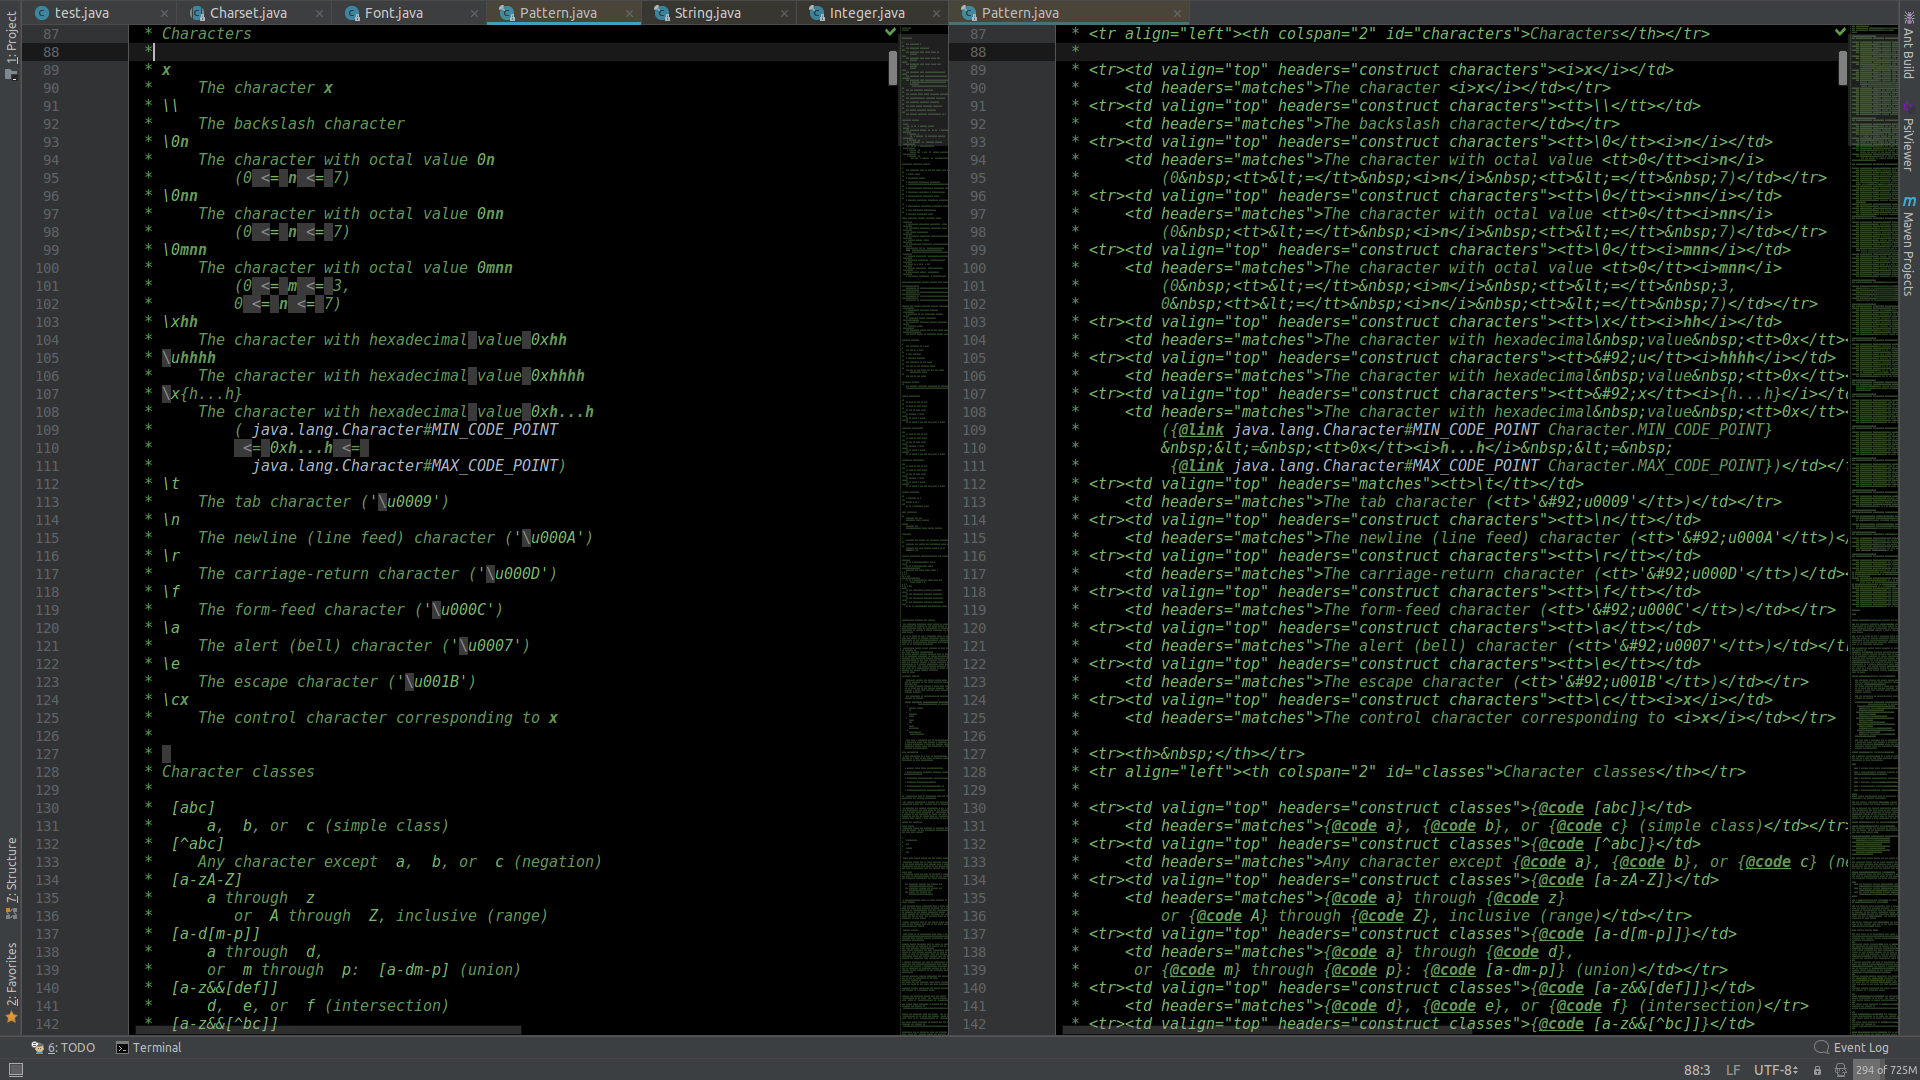 test.java
Charset.java
Font.java
Pattern.java
String.java
Integer.java
Pattern.java
1: Project
7: Structure
2: Favorites
87 * Characters
88 *
89 * x
90 * The character x
91 * \\
92 * The backslash character
93 * \0n
94 * The character with octal value 0n
95 * (0 <= n <= 7)
96 * \0nn
97 * The character with octal value 0nn
98 * (0 <= n <= 7)
99 * \0mnn
100 * The character with octal value 0mnn
101 * (0 <= m <= 3,
102 * 0 <= n <= 7)
103 * \xhh
104 * The character with hexadecimal value 0xhh
105 * \uhhhh
106 * The character with hexadecimal value 0xhhhh
107 * \x{h...h}
108 * The character with hexadecimal value 0xh...h
109 * ( java.lang.Character#MIN_CODE_POINT
110 * <= 0xh...h <=
111 * java.lang.Character#MAX_CODE_POINT)
112 * \t
113 * The tab character ('\u0009')
114 * \n
115 * The newline (line feed) character ('\u000A')
116 * \r
117 * The carriage-return character ('\u000D')
118 * \f
119 * The form-feed character ('\u000C')
120 * \a
121 * The alert (bell) character ('\u0007')
122 * \e
123 * The escape character ('\u001B')
124 * \cx
125 * The control character corresponding to x
126 *
127 *
128 * Character classes
129 *
130 * [abc]
131 * a, b, or c (simple class)
132 * [^abc]
133 * Any character except a, b, or c (negation)
134 * [a-zA-Z]
135 * a through z
136 * or A through Z, inclusive (range)
137 * [a-d[m-p]]
138 * a through d,
139 * or m through p: [a-dm-p] (union)
140 * [a-z&&[def]]
141 * d, e, or f (intersection)
142 * [a-z&&[^bc]]
87 * <tr align="left"><th colspan="2" id="characters">Characters</th></tr>
88 *
89 * <tr><td valign="top" headers="construct characters"><i>x</i></td>
90 * <td headers="matches">The character <i>x</i></td></tr>
91 * <tr><td valign="top" headers="construct characters"><tt>\\</tt></td>
92 * <td headers="matches">The backslash character</td></tr>
93 * <tr><td valign="top" headers="construct characters"><tt>\0</tt><i>n</i></td>
94 * <td headers="matches">The character with octal value <tt>0</tt><i>n</i>
95 * (0&nbsp;<tt>&lt;=</tt>&nbsp;<i>n</i>&nbsp;<tt>&lt;=</tt>&nbsp;7)</td></tr>
96 * <tr><td valign="top" headers="construct characters"><tt>\0</tt><i>nn</i></td>
97 * <td headers="matches">The character with octal value <tt>0</tt><i>nn</i>
98 * (0&nbsp;<tt>&lt;=</tt>&nbsp;<i>n</i>&nbsp;<tt>&lt;=</tt>&nbsp;7)</td></tr>
99 * <tr><td valign="top" headers="construct characters"><tt>\0</tt><i>mnn</i></td>
100 * <td headers="matches">The character with octal value <tt>0</tt><i>mnn</i>
101 * (0&nbsp;<tt>&lt;=</tt>&nbsp;<i>m</i>&nbsp;<tt>&lt;=</tt>&nbsp;3,
102 * 0&nbsp;<tt>&lt;=</tt>&nbsp;<i>n</i>&nbsp;<tt>&lt;=</tt>&nbsp;7)</td></tr>
103 * <tr><td valign="top" headers="construct characters"><tt>\x</tt><i>hh</i></td>
104 * <td headers="matches">The character with hexadecimal&nbsp;value&nbsp;<tt>0x</tt><
105 * <tr><td valign="top" headers="construct characters"><tt>&#92;u</tt><i>hhhh</i></td>
106 * <td headers="matches">The character with hexadecimal&nbsp;value&nbsp;<tt>0x</tt><
107 * <tr><td valign="top" headers="construct characters"><tt>&#92;x</tt><i>{h...h}</i></td>
108 * <td headers="matches">The character with hexadecimal&nbsp;value&nbsp;<tt>0x</tt><
109 * ({@link java.lang.Character#MIN_CODE_POINT Character.MIN_CODE_POINT}
110 * &nbsp;&lt;=&nbsp;<tt>0x</tt><i>h...h</i>&nbsp;&lt;=&nbsp;
111 * {@link java.lang.Character#MAX_CODE_POINT Character.MAX_CODE_POINT})</td></t
112 * <tr><td valign="top" headers="matches"><tt>\t</tt></td>
113 * <td headers="matches">The tab character (<tt>'&#92;u0009'</tt>)</td></tr>
114 * <tr><td valign="top" headers="construct characters"><tt>\n</tt></td>
115 * <td headers="matches">The newline (line feed) character (<tt>'&#92;u000A'</tt>)<
116 * <tr><td valign="top" headers="construct characters"><tt>\r</tt></td>
117 * <td headers="matches">The carriage-return character (<tt>'&#92;u000D'</tt>)</td><
118 * <tr><td valign="top" headers="construct characters"><tt>\f</tt></td>
119 * <td headers="matches">The form-feed character (<tt>'&#92;u000C'</tt>)</td></tr>
120 * <tr><td valign="top" headers="construct characters"><tt>\a</tt></td>
121 * <td headers="matches">The alert (bell) character (<tt>'&#92;u0007'</tt>)</td></t
122 * <tr><td valign="top" headers="construct characters"><tt>\e</tt></td>
123 * <td headers="matches">The escape character (<tt>'&#92;u001B'</tt>)</td></tr>
124 * <tr><td valign="top" headers="construct characters"><tt>\c</tt><i>x</i></td>
125 * <td headers="matches">The control character corresponding to <i>x</i></td></tr>
126 *
127 * <tr><th>&nbsp;</th></tr>
128 * <tr align="left"><th colspan="2" id="classes">Character classes</th></tr>
129 *
130 * <tr><td valign="top" headers="construct classes">{@code [abc]}</td>
131 * <td headers="matches">{@code a}, {@code b}, or {@code c} (simple class)</td></tr>
132 * <tr><td valign="top" headers="construct classes">{@code [^abc]}</td>
133 * <td headers="matches">Any character except {@code a}, {@code b}, or {@code c} (ne
134 * <tr><td valign="top" headers="construct classes">{@code [a-zA-Z]}</td>
135 * <td headers="matches">{@code a} through {@code z}
136 * or {@code A} through {@code Z}, inclusive (range)</td></tr>
137 * <tr><td valign="top" headers="construct classes">{@code [a-d[m-p]]}</td>
138 * <td headers="matches">{@code a} through {@code d},
139 * or {@code m} through {@code p}: {@code [a-dm-p]} (union)</td></tr>
140 * <tr><td valign="top" headers="construct classes">{@code [a-z&&[def]]}</td>
141 * <td headers="matches">{@code d}, {@code e}, or {@code f} (intersection)</tr>
142 * <tr><td valign="top" headers="construct classes">{@code [a-z&&[^bc]]}</td>
Ant Build
PsiViewer
Maven Projects
6: TODO
Terminal
Event Log
88:3
LF
UTF-8
294 of 725M